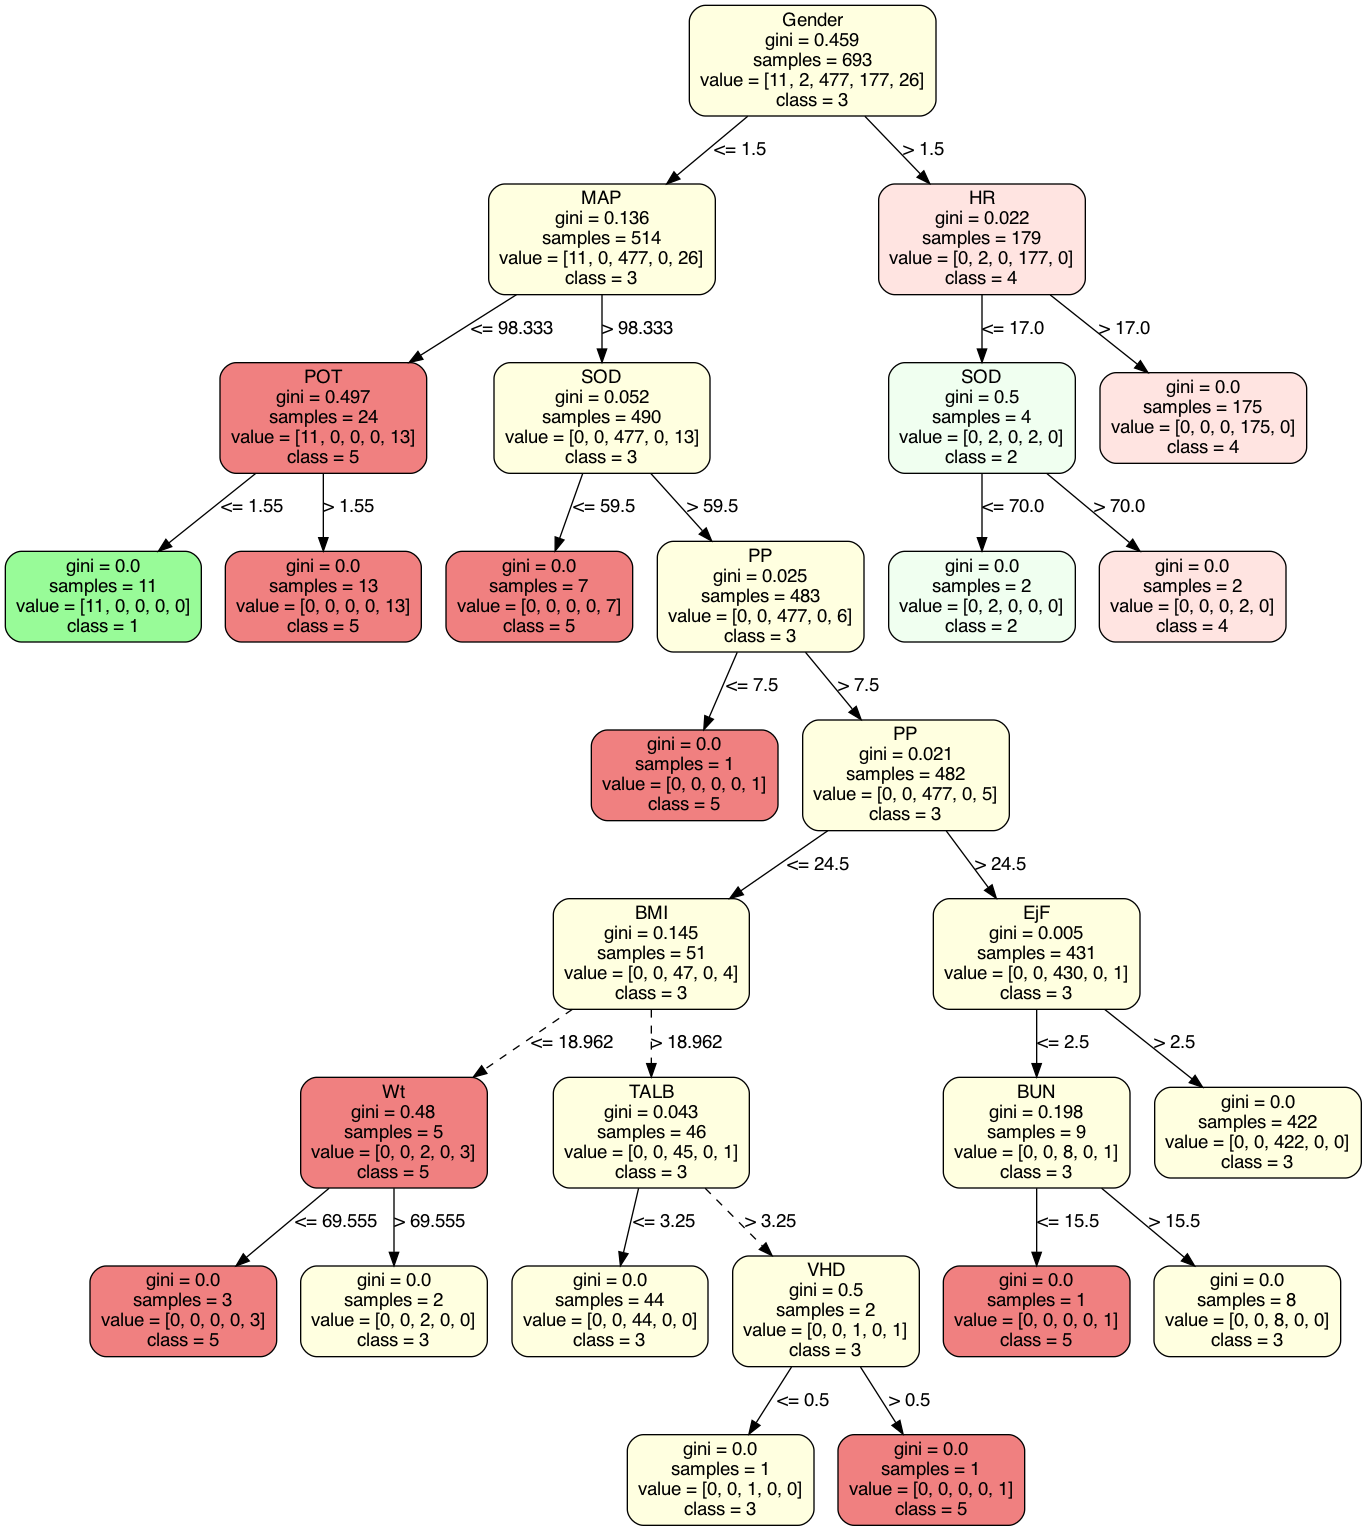 Gender
gini = 0.459
samples = 693
value = [11, 2, 477, 177, 26]
class = 3
<= 1.5
> 1.5
MAP
gini = 0.136
samples = 514
value = [11, 0, 477, 0, 26]
class = 3
HR
gini = 0.022
samples = 179
value = [0, 2, 0, 177, 0]
class = 4
<= 98.333
> 98.333
<= 17.0
> 17.0
POT
gini = 0.497
samples = 24
value = [11, 0, 0, 0, 13]
class = 5
SOD
gini = 0.052
samples = 490
value = [0, 0, 477, 0, 13]
class = 3
SOD
gini = 0.5
samples = 4
value = [0, 2, 0, 2, 0]
class = 2
gini = 0.0
samples = 175
value = [0, 0, 0, 175, 0]
class = 4
<= 1.55
> 1.55
<= 59.5
> 59.5
<= 70.0
> 70.0
gini = 0.0
samples = 11
value = [11, 0, 0, 0, 0]
class = 1
gini = 0.0
samples = 13
value = [0, 0, 0, 0, 13]
class = 5
gini = 0.0
samples = 7
value = [0, 0, 0, 0, 7]
class = 5
PP
gini = 0.025
samples = 483
value = [0, 0, 477, 0, 6]
class = 3
gini = 0.0
samples = 2
value = [0, 2, 0, 0, 0]
class = 2
gini = 0.0
samples = 2
value = [0, 0, 0, 2, 0]
class = 4
<= 7.5
> 7.5
gini = 0.0
samples = 1
value = [0, 0, 0, 0, 1]
class = 5
PP
gini = 0.021
samples = 482
value = [0, 0, 477, 0, 5]
class = 3
<= 24.5
> 24.5
BMI
gini = 0.145
samples = 51
value = [0, 0, 47, 0, 4]
class = 3
EjF
gini = 0.005
samples = 431
value = [0, 0, 430, 0, 1]
class = 3
<= 18.962
> 18.962
<= 2.5
> 2.5
Wt
gini = 0.48
samples = 5
value = [0, 0, 2, 0, 3]
class = 5
TALB
gini = 0.043
samples = 46
value = [0, 0, 45, 0, 1]
class = 3
BUN
gini = 0.198
samples = 9
value = [0, 0, 8, 0, 1]
class = 3
gini = 0.0
samples = 422
value = [0, 0, 422, 0, 0]
class = 3
<= 69.555
> 69.555
<= 3.25
> 3.25
<= 15.5
> 15.5
gini = 0.0
samples = 3
value = [0, 0, 0, 0, 3]
class = 5
gini = 0.0
samples = 2
value = [0, 0, 2, 0, 0]
class = 3
gini = 0.0
samples = 44
value = [0, 0, 44, 0, 0]
class = 3
VHD
gini = 0.5
samples = 2
value = [0, 0, 1, 0, 1]
class = 3
gini = 0.0
samples = 1
value = [0, 0, 0, 0, 1]
class = 5
gini = 0.0
samples = 8
value = [0, 0, 8, 0, 0]
class = 3
<= 0.5
> 0.5
gini = 0.0
samples = 1
value = [0, 0, 1, 0, 0]
class = 3
gini = 0.0
samples = 1
value = [0, 0, 0, 0, 1]
class = 5